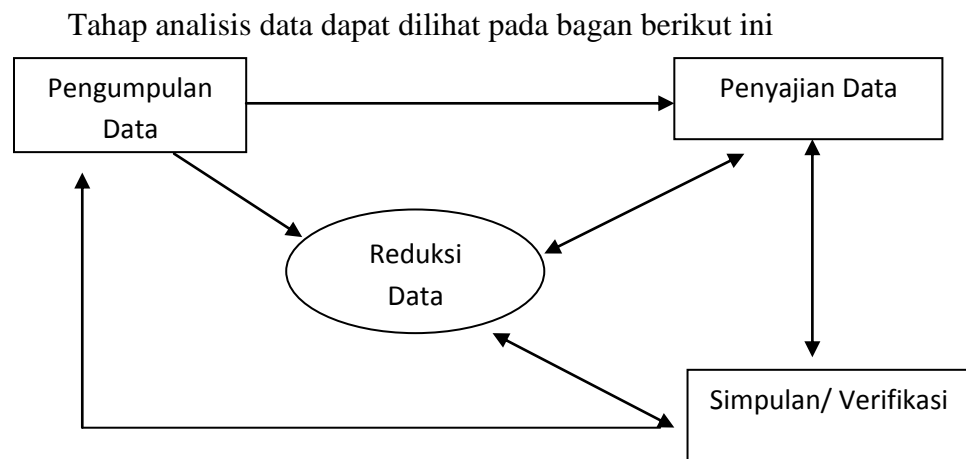 Tahap analisis data dapat dilihat pada bagan berikut ini
Pengumpulan
Data
Penyajian Data
Reduksi
Data
Simpulan/ Verifikasi